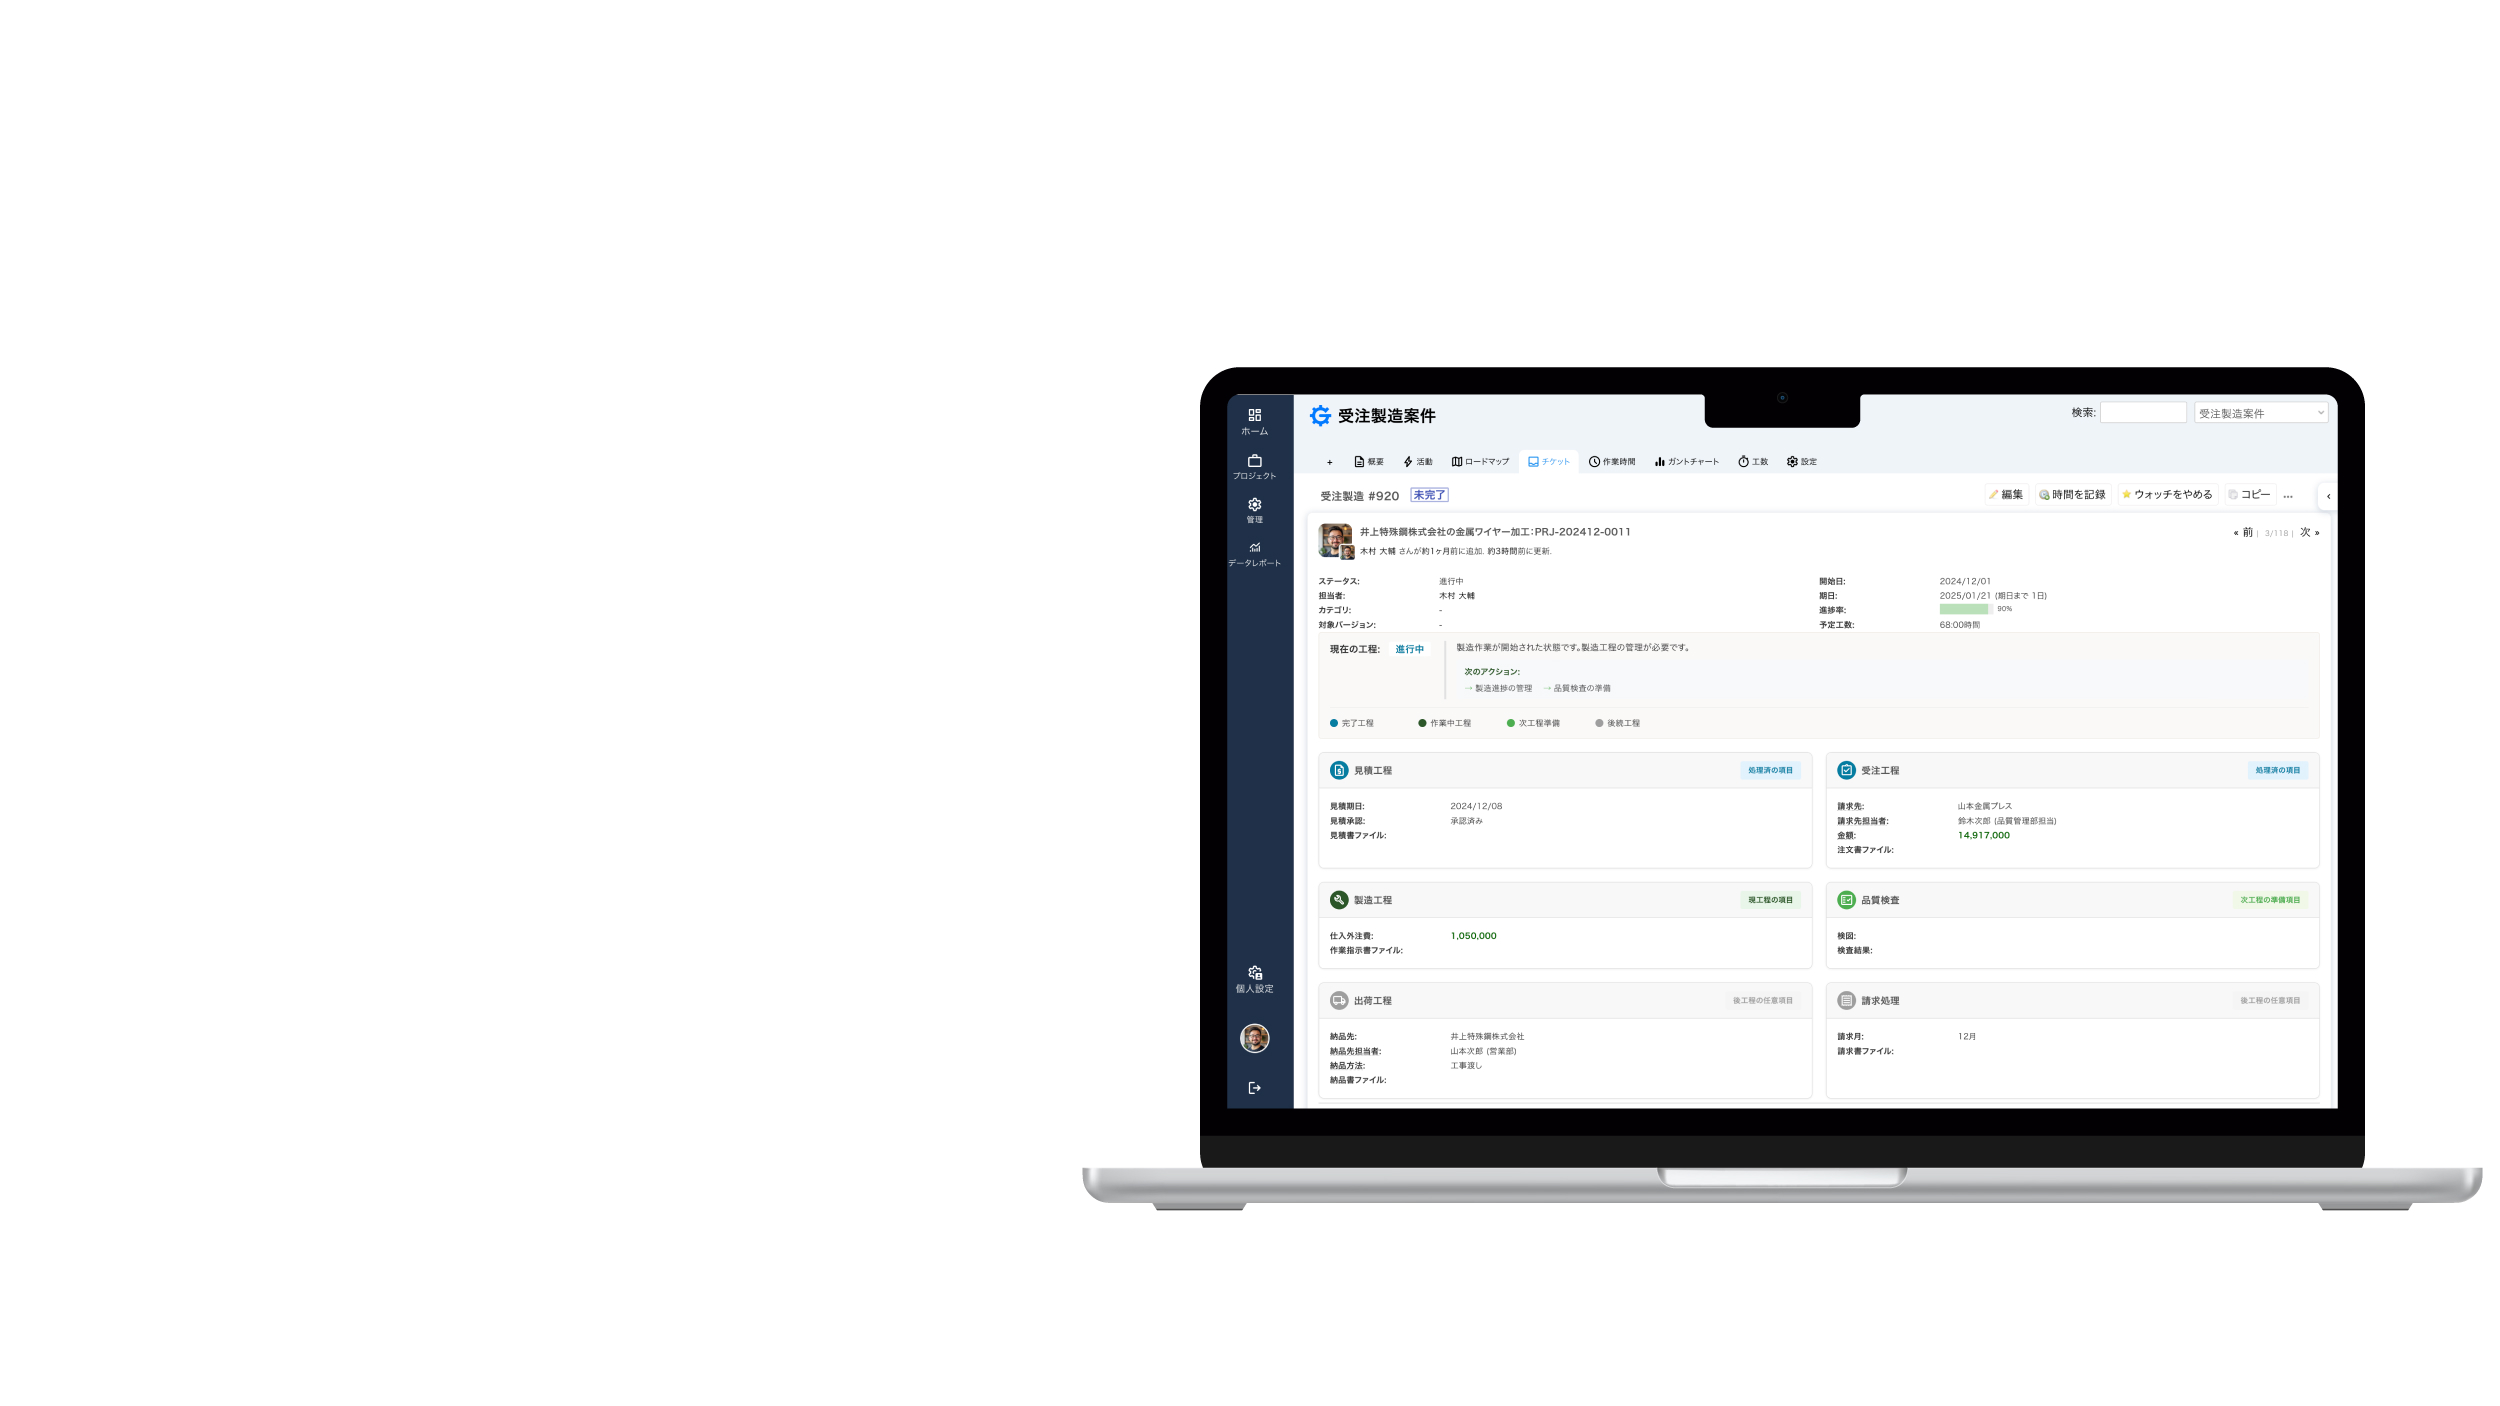 ホーム
プロジェクト
管理
データレポート
個人設定
受注製造案件
検索:
受注製造案件
+ 概要 活動 ロードマップ チケット 作業時間 ガントチャート 工数 設定
受注製造 #920 未完了
編集 時間を記録 ウォッチをやめる コピー ...
井上特殊鋼株式会社の金属ワイヤー加工:PRJ-202412-0011
« 前 | 3/118 | 次 »
木村 大輔 さんが約1ヶ月前に追加. 約3時間前に更新.
ステータス: 進行中 開始日: 2024/12/01
担当者: 木村 大輔 期日: 2025/01/21 (期日まで 1日)
カテゴリ: - 進捗率: 90%
対象バージョン: - 予定工数: 68:00時間
現在の工程: 進行中
製造作業が開始された状態です。製造工程の管理が必要です。
次のアクション:
→ 製造進捗の管理 → 品質検査の準備
完了工程 作業中工程 次工程準備 後続工程
見積工程 処理済の項目
見積期日: 2024/12/08
見積承認: 承認済み
見積書ファイル:
受注工程 処理済の項目
請求先: 山本金属プレス
請求先担当者: 鈴木次郎 (品質管理部担当)
金額: 14,917,000
注文書ファイル:
製造工程 現工程の項目
仕入外注費: 1,050,000
作業指示書ファイル:
品質検査 次工程の準備項目
検図:
検査結果:
出荷工程 後工程の任意項目
納品先: 井上特殊鋼株式会社
納品先担当者: 山本次郎 (営業部)
納品方法: 工事渡し
納品書ファイル:
請求処理 後工程の任意項目
請求月: 12月
請求書ファイル: